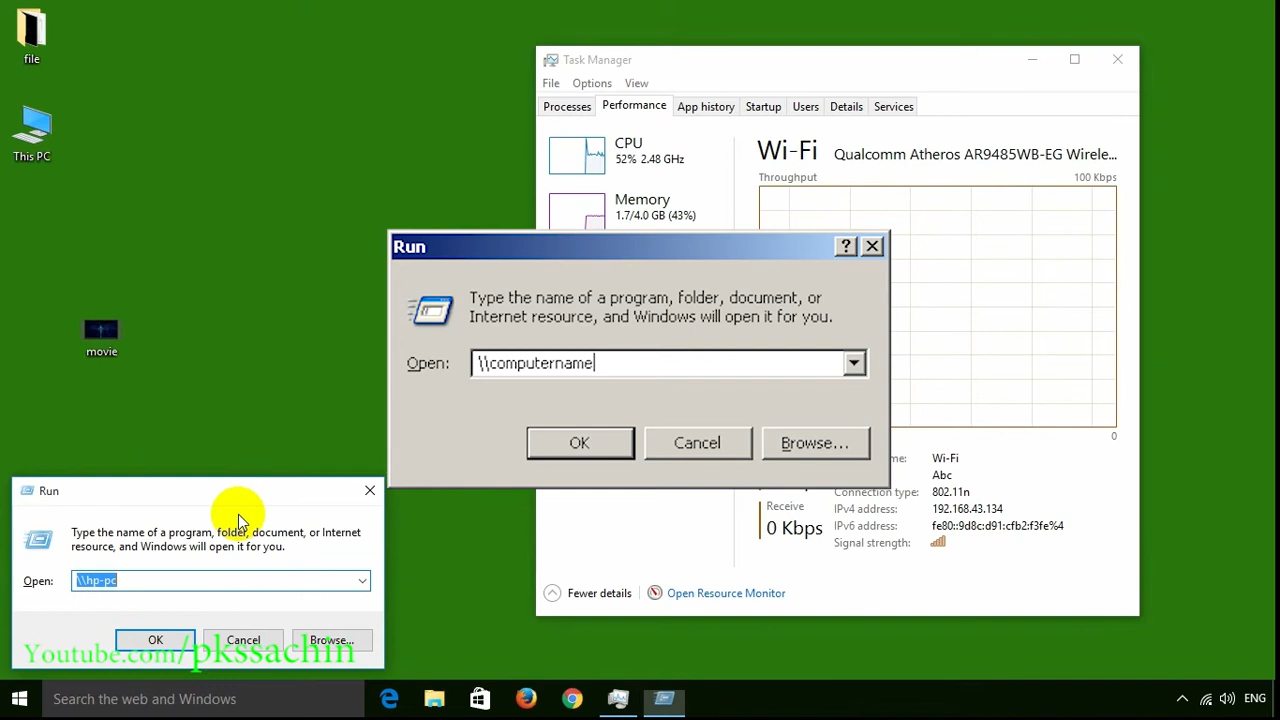 file
This PC
movie
Task Manager
File Options View
Processes Performance App history Startup Users Details Services
CPU
52% 2.48 GHz
Memory
1.7/4.0 GB (43%)
Wi-Fi Qualcomm Atheros AR9485WB-EG Wirele...
Throughput 100 Kbps
0
Wi-Fi
Abc
Connection type: 802.11n
IPv4 address: 192.168.43.134
IPv6 address: fe80::9d8c:d91:cfb2:f3fe%4
Signal strength:
Receive
0 Kbps
Fewer details Open Resource Monitor
Run
Type the name of a program, folder, document, or
Internet resource, and Windows will open it for you.
Open: \\computername
OK Cancel Browse...
Run
Type the name of a program, folder, document, or Internet
resource, and Windows will open it for you.
Open: \\hp-pc
OK Cancel Browse...
Youtube.com/pkssachin
Search the web and Windows
ENG